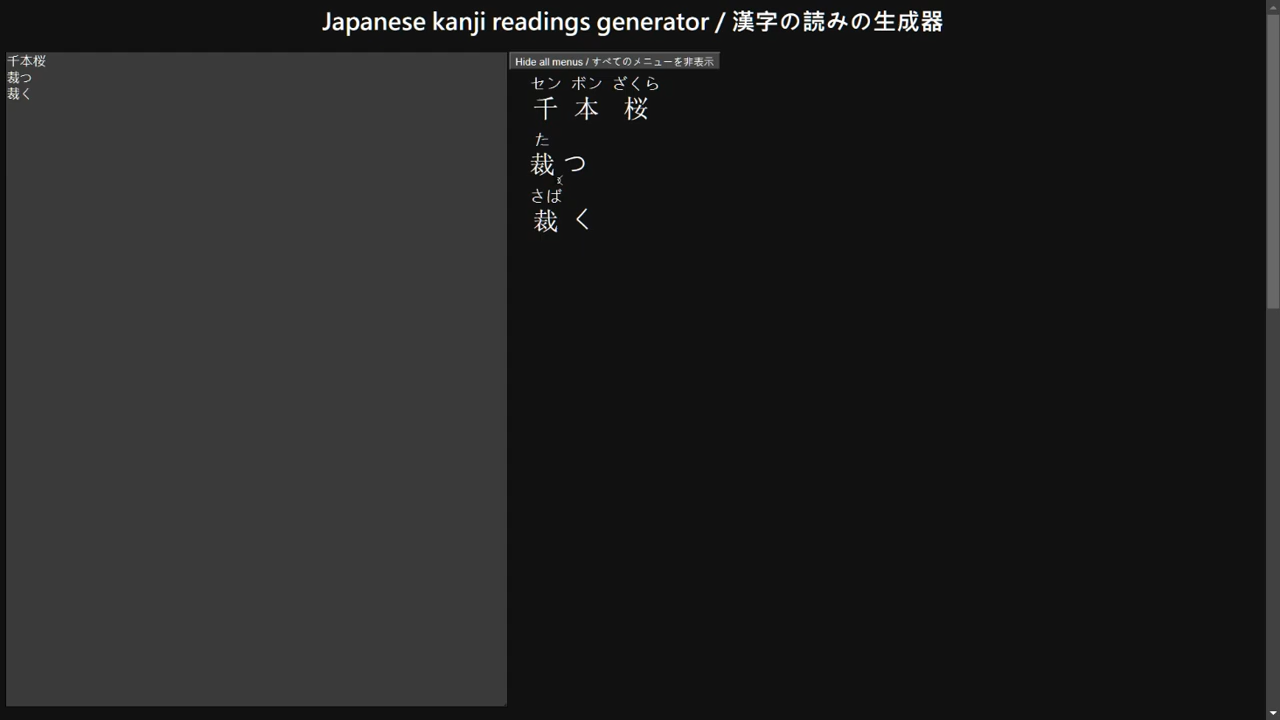 Japanese kanji readings generator / 漢字の読みの生成器
千本桜
裁つ
裁く
Hide all menus / すべてのメニューを非表示
セン ボン ざくら
千 本 桜
た
裁つ
さば
裁く